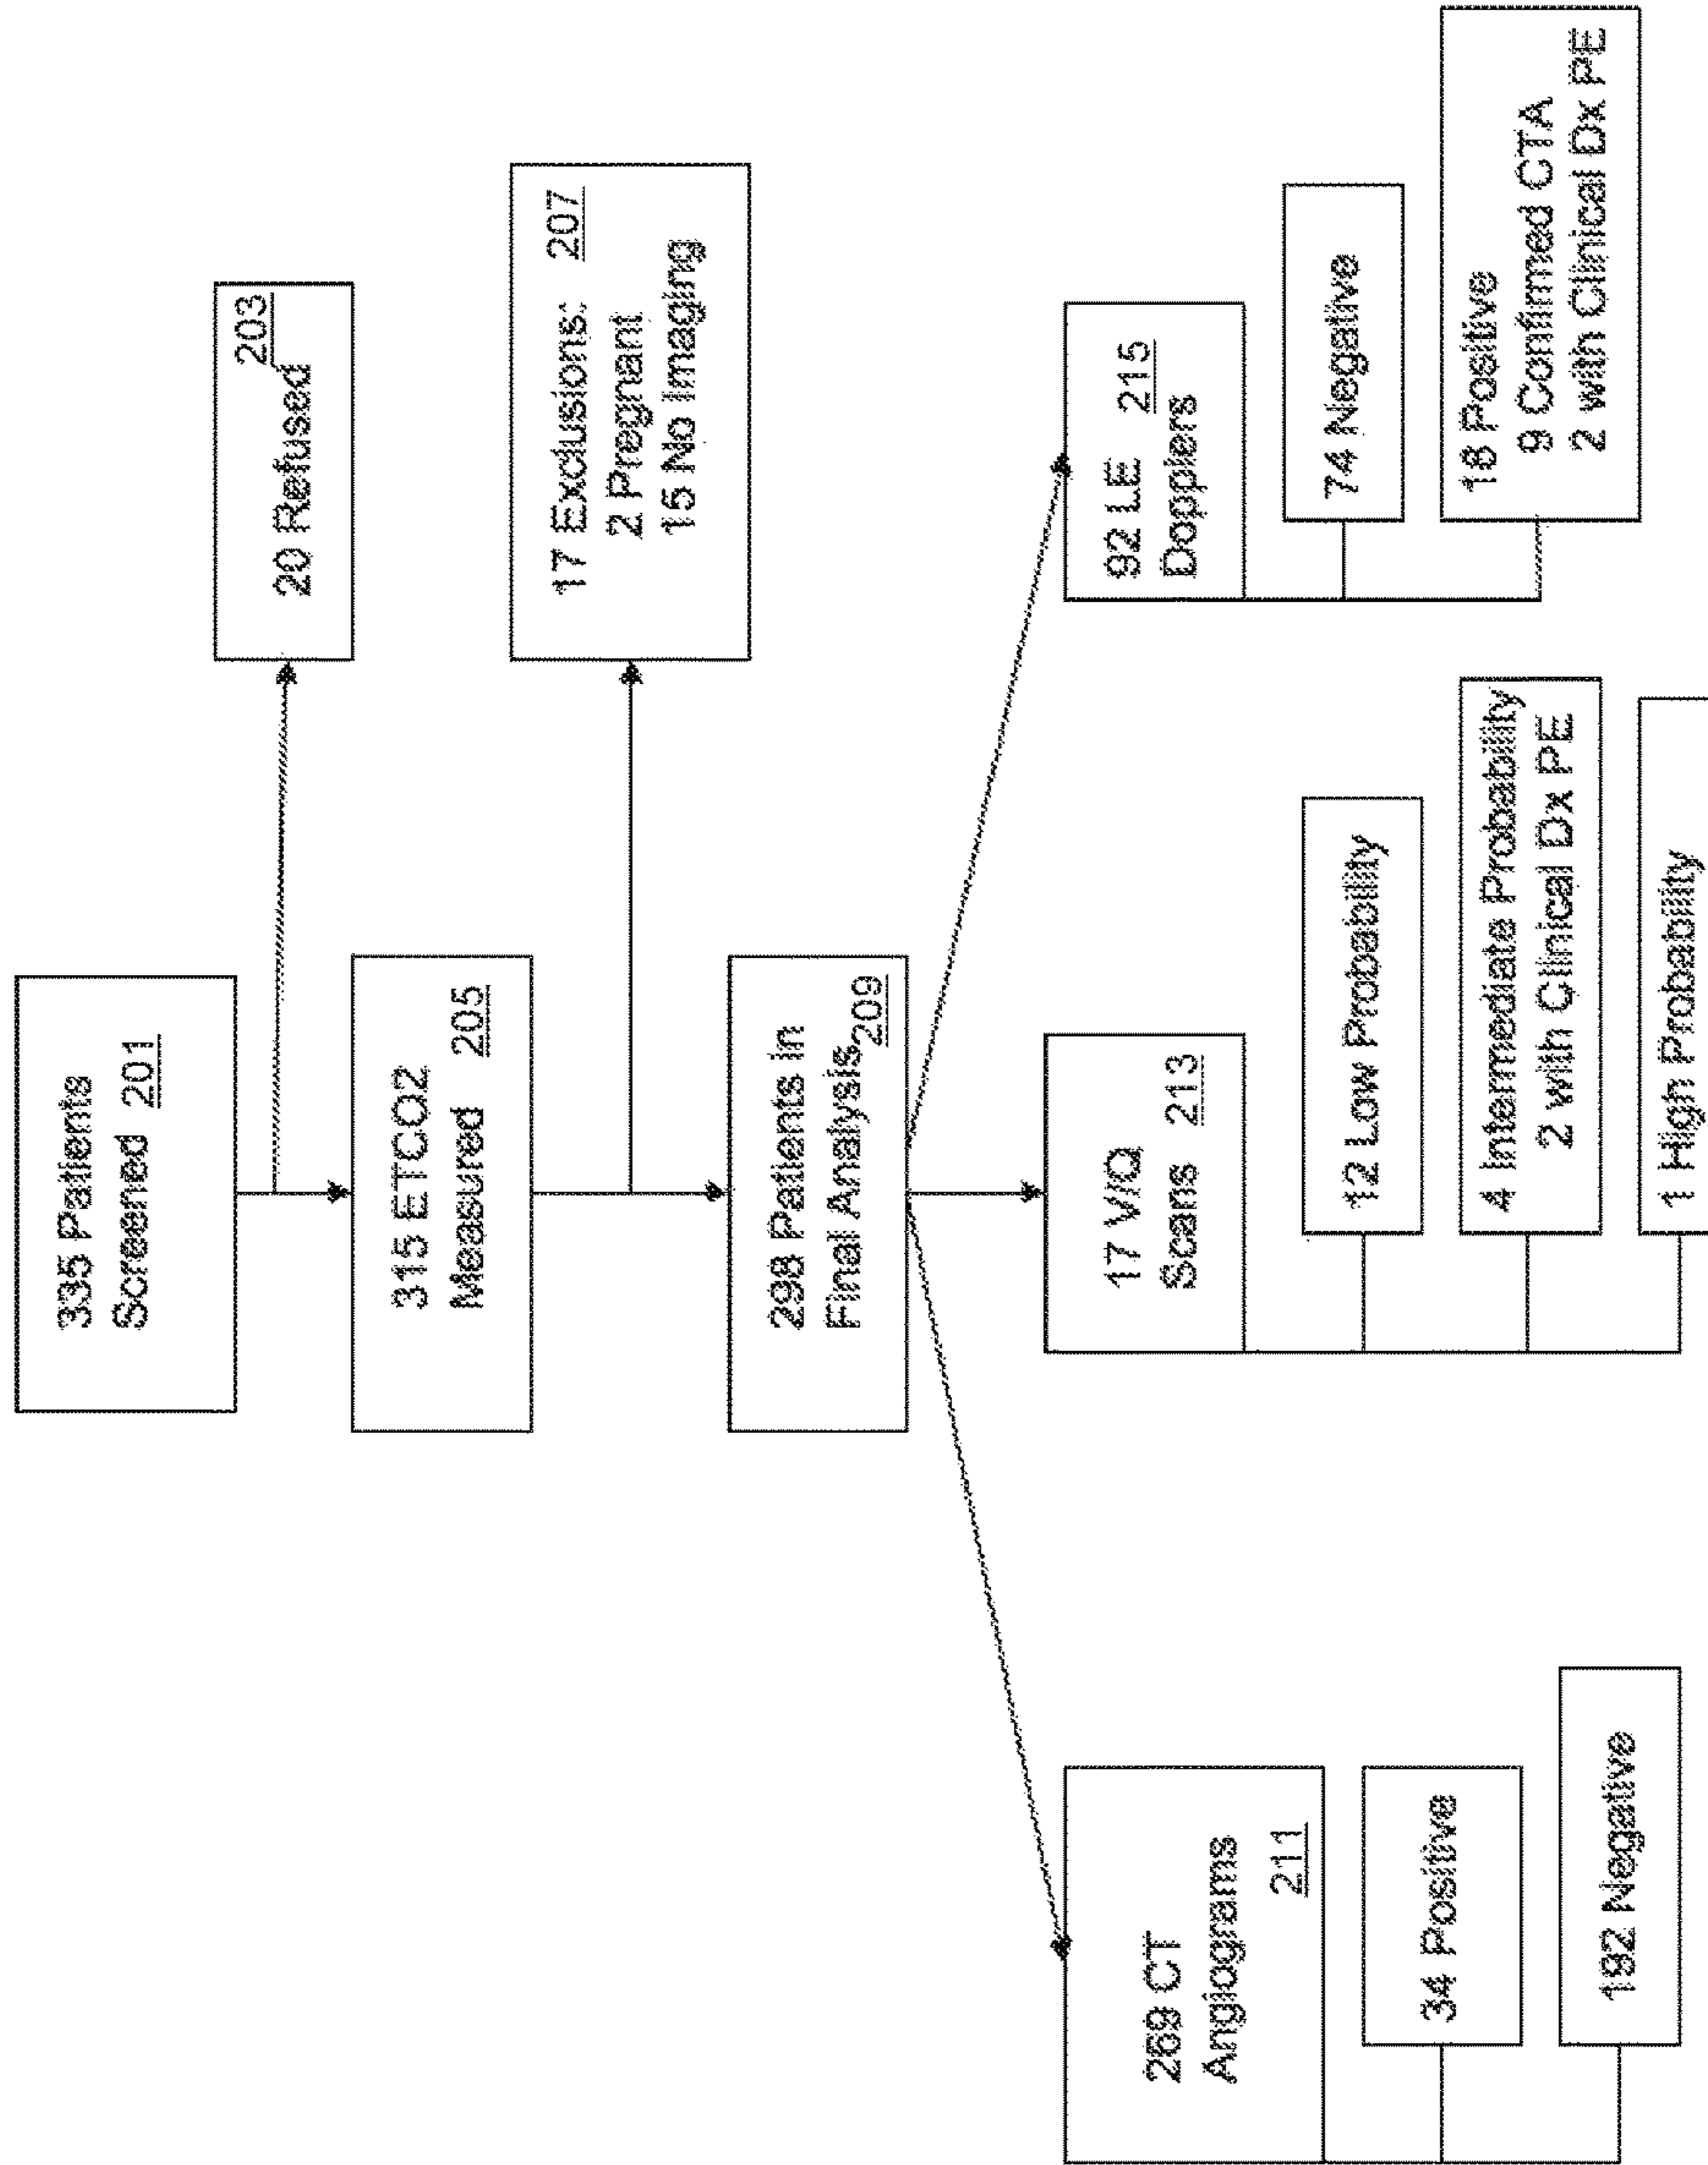 335 Patients
Screened 201
20 Refused 203
315 ETCO2
Measured 205
17 Exclusions: 207
2 Pregnant
15 No Imaging
298 Patients in
Final Analysis 209
269 CT
Angiograms
211
34 Positive
192 Negative
17 V/Q
Scans 213
12 Low Probability
4 Intermediate Probability
2 with Clinical Dx PE
1 High Probability
92 LE 215
Dopplers
74 Negative
18 Positive
9 Confirmed CTA
2 with Clinical Dx PE